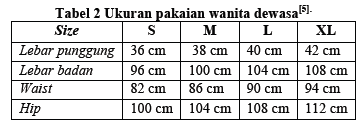 Tabel 2 Ukuran pakaian wanita dewasa[5].
Size S M L XL
Lebar punggung 36 cm 38 cm 40 cm 42 cm
Lebar badan 96 cm 100 cm 104 cm 108 cm
Waist 82 cm 86 cm 90 cm 94 cm
Hip 100 cm 104 cm 108 cm 112 cm